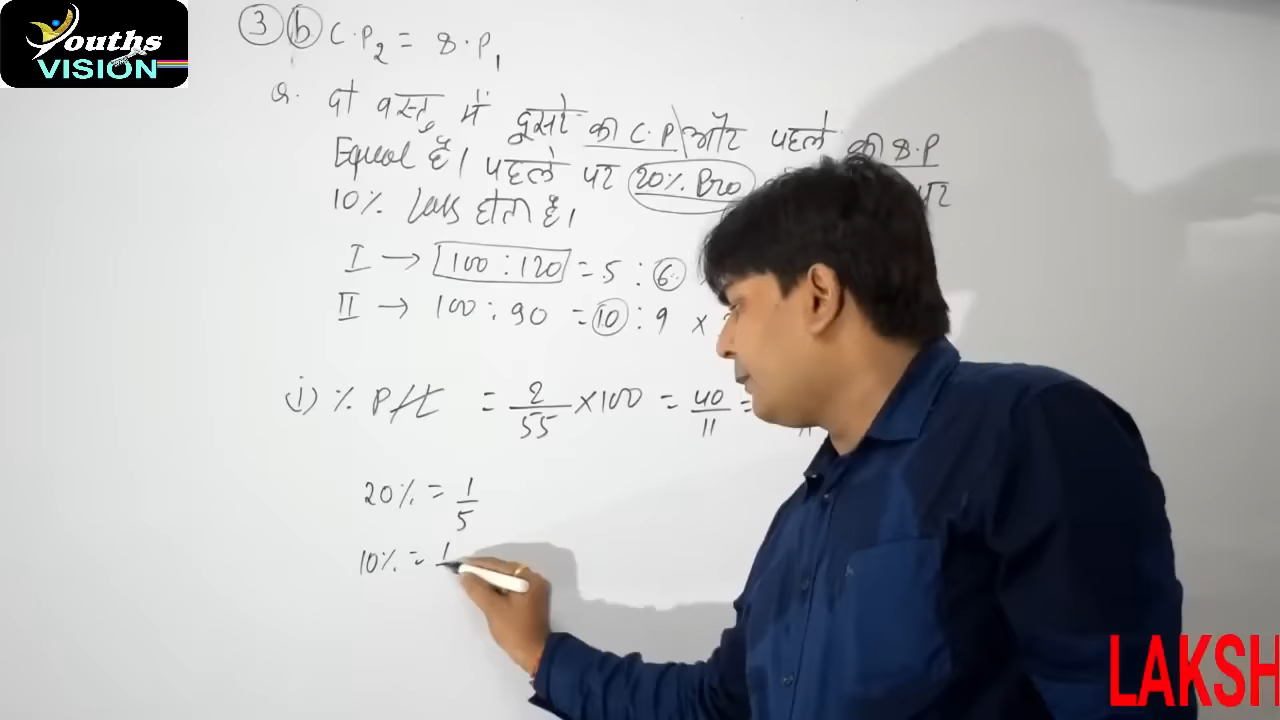 Youths
VISION
3 b C.P2 = S.P1
Q. दो वस्तु में दुसरे की C.P और पहले की S.P
Equal है। पहले पर 20% Pro पर
10% Loss होता है।
I → 100 : 120 = 5 : 6
II → 100 : 90 = 10 : 9 ×
i) % P/L = 2/55 × 100 = 40/11 =
20% = 1/5
10% = 1
LAKSH